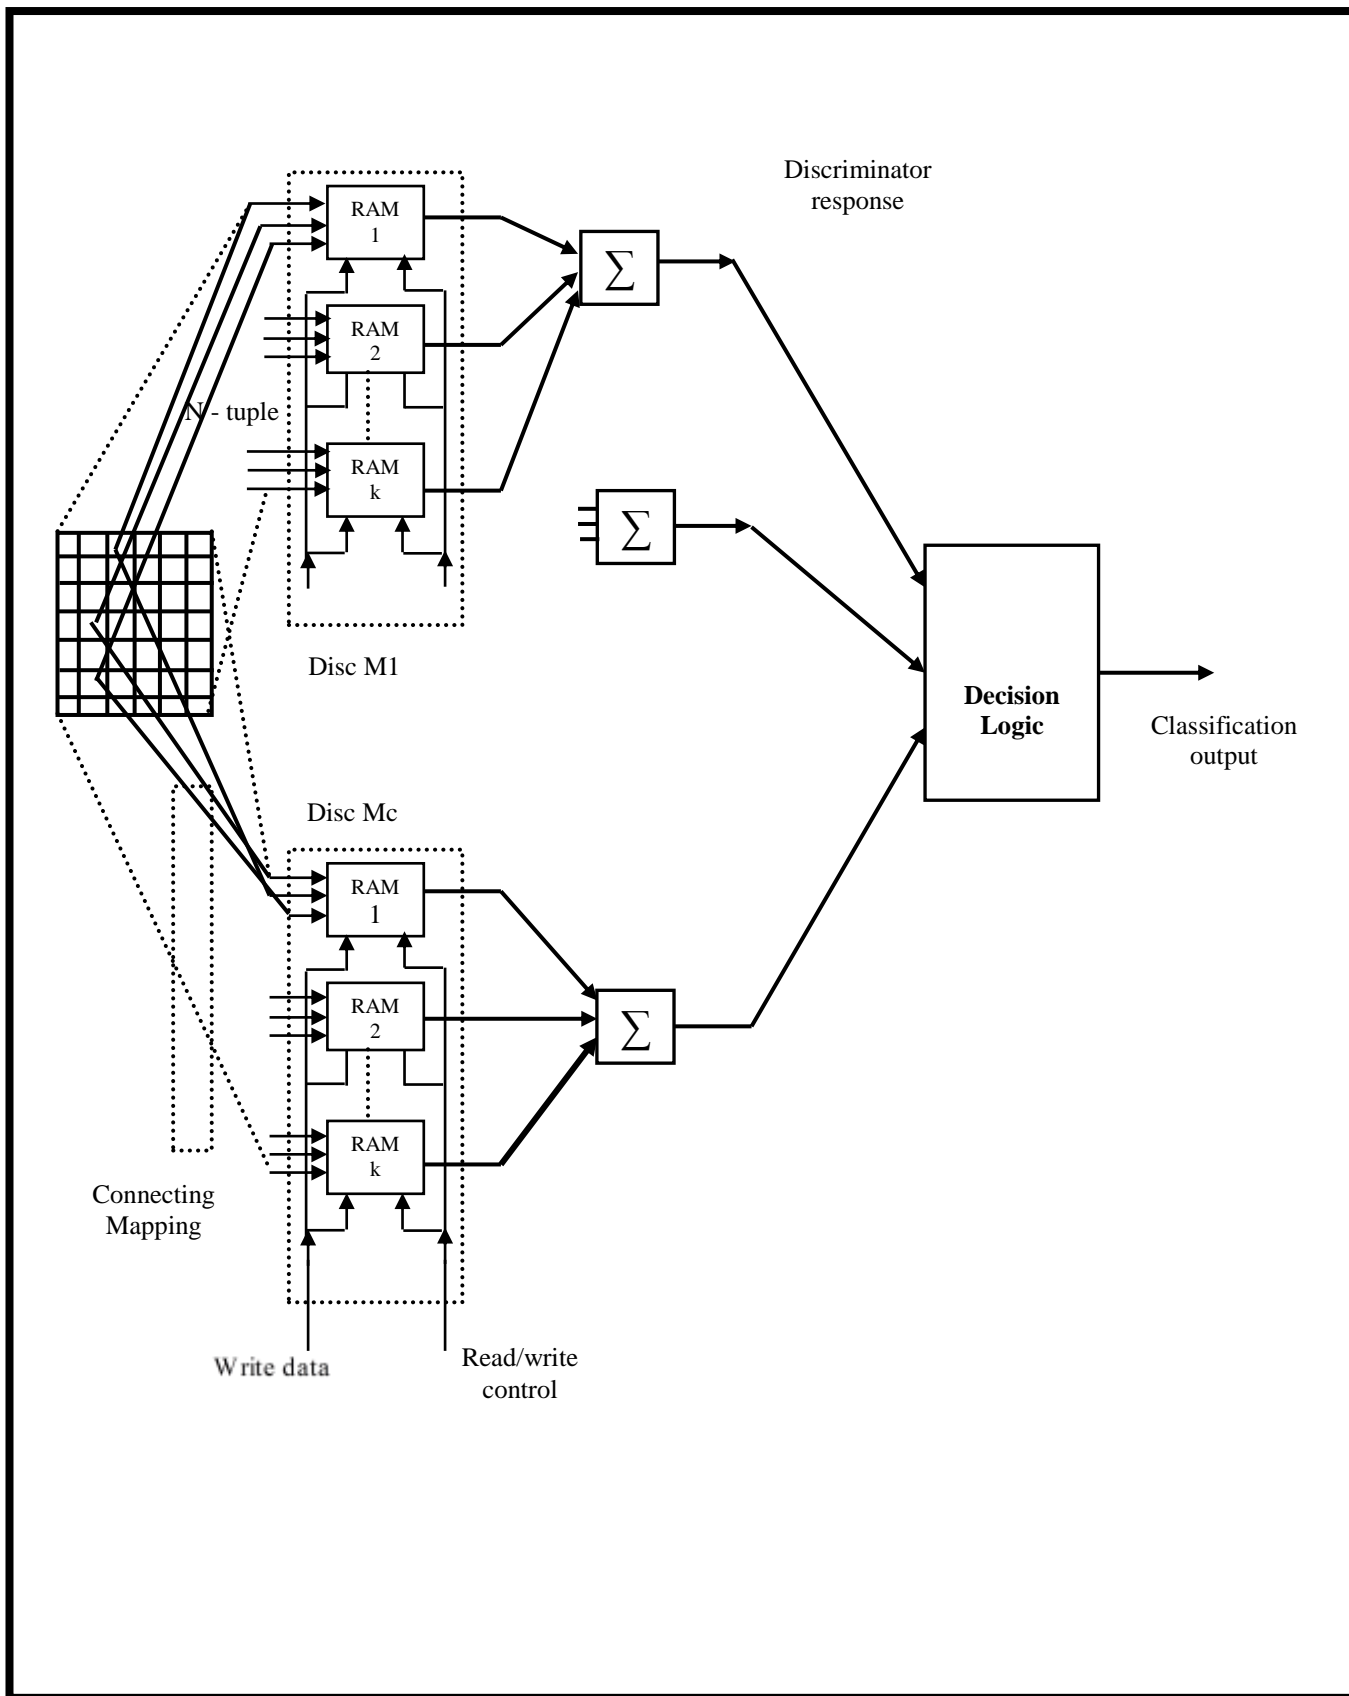 Discriminator
response
RAM
1
∑
RAM
2
N - tuple
RAM
k
∑
Disc M1
Decision
Logic
Classification
output
Disc Mc
RAM
1
RAM
2
∑
RAM
k
Connecting
Mapping
Write data
Read/write
control